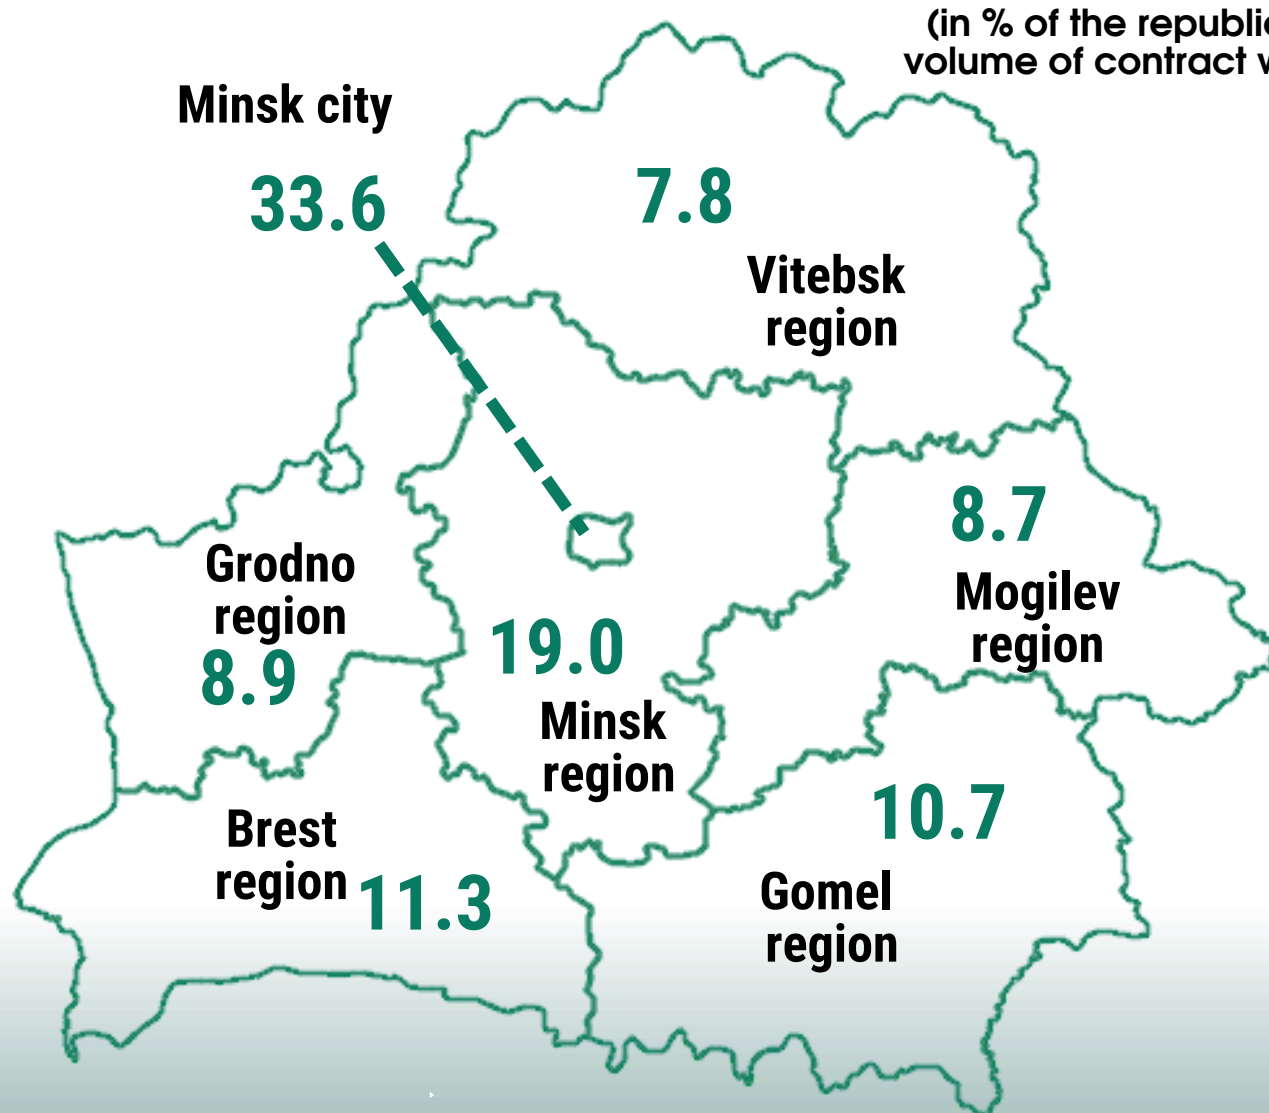 (in % of the republic
volume of contract w
Minsk city
33.6
7.8
Vitebsk
region
8.7
Mogilev
region
Grodno
region
8.9
19.0
Minsk
region
Brest
region
11.3
10.7
Gomel
region